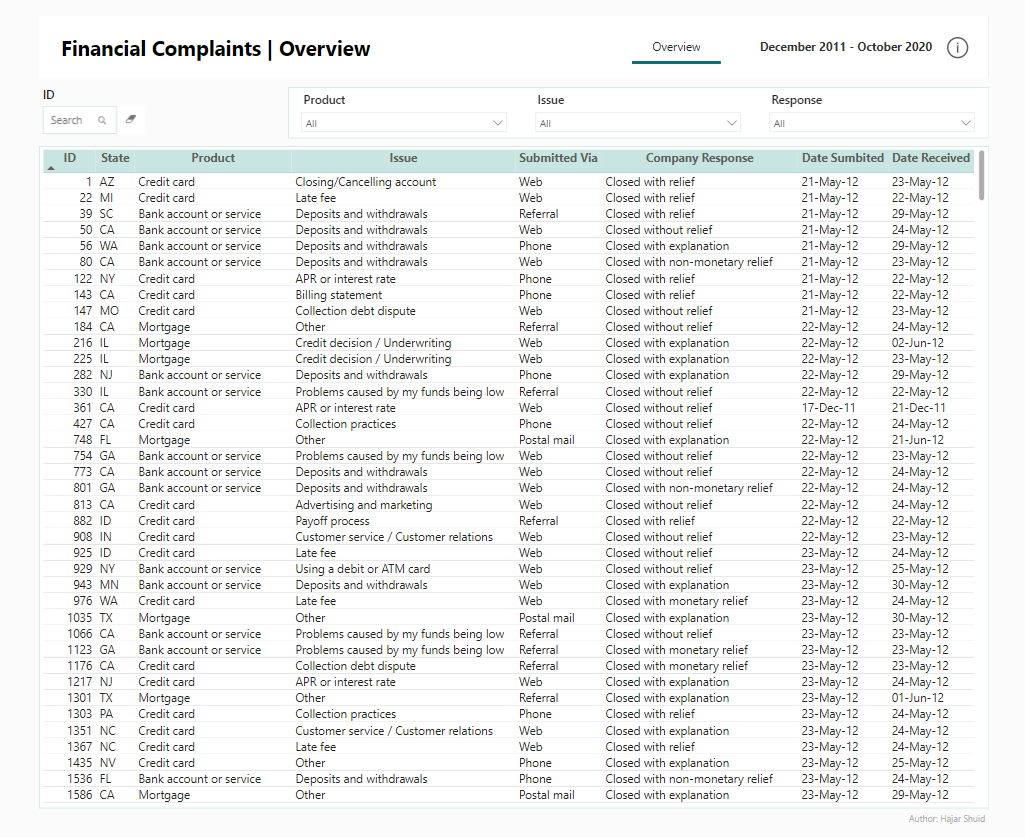 Financial Complaints | Overview
Overview
December 2011 - October 2020
i
ID
Search
Product
All
Issue
All
Response
All
ID State Product Issue Submitted Via Company Response Date Sumbited Date Received
1 AZ Credit card Closing/Cancelling account Web Closed with relief 21-May-12 23-May-12
22 MI Credit card Late fee Web Closed with relief 21-May-12 22-May-12
39 SC Bank account or service Deposits and withdrawals Referral Closed with relief 21-May-12 29-May-12
50 CA Bank account or service Deposits and withdrawals Web Closed without relief 21-May-12 24-May-12
56 WA Bank account or service Deposits and withdrawals Phone Closed with explanation 21-May-12 29-May-12
80 CA Bank account or service Deposits and withdrawals Web Closed with non-monetary relief 21-May-12 23-May-12
122 NY Credit card APR or interest rate Phone Closed with relief 21-May-12 22-May-12
143 CA Credit card Billing statement Phone Closed with relief 21-May-12 22-May-12
147 MO Credit card Collection debt dispute Web Closed without relief 21-May-12 23-May-12
184 CA Mortgage Other Referral Closed without relief 22-May-12 24-May-12
216 IL Mortgage Credit decision / Underwriting Web Closed with explanation 22-May-12 02-Jun-12
225 IL Mortgage Credit decision / Underwriting Web Closed with explanation 22-May-12 23-May-12
282 NJ Bank account or service Deposits and withdrawals Phone Closed with explanation 22-May-12 29-May-12
330 IL Bank account or service Problems caused by my funds being low Referral Closed without relief 22-May-12 22-May-12
361 CA Credit card APR or interest rate Web Closed without relief 17-Dec-11 21-Dec-11
427 CA Credit card Collection practices Phone Closed without relief 22-May-12 24-May-12
748 FL Mortgage Other Postal mail Closed with explanation 22-May-12 21-Jun-12
754 GA Bank account or service Problems caused by my funds being low Web Closed without relief 22-May-12 23-May-12
773 CA Bank account or service Deposits and withdrawals Web Closed without relief 22-May-12 24-May-12
801 GA Bank account or service Deposits and withdrawals Web Closed with non-monetary relief 22-May-12 24-May-12
813 CA Credit card Advertising and marketing Web Closed without relief 22-May-12 24-May-12
882 ID Credit card Payoff process Referral Closed with relief 22-May-12 22-May-12
908 IN Credit card Customer service / Customer relations Web Closed without relief 22-May-12 23-May-12
925 ID Credit card Late fee Web Closed without relief 23-May-12 24-May-12
929 NY Bank account or service Using a debit or ATM card Web Closed without relief 23-May-12 25-May-12
943 MN Bank account or service Deposits and withdrawals Web Closed with explanation 23-May-12 30-May-12
976 WA Credit card Late fee Web Closed with monetary relief 23-May-12 24-May-12
1035 TX Mortgage Other Postal mail Closed with explanation 23-May-12 30-May-12
1066 CA Bank account or service Problems caused by my funds being low Referral Closed without relief 23-May-12 23-May-12
1123 GA Bank account or service Problems caused by my funds being low Referral Closed with monetary relief 23-May-12 23-May-12
1176 CA Credit card Collection debt dispute Referral Closed with monetary relief 23-May-12 23-May-12
1217 NJ Credit card APR or interest rate Web Closed with explanation 23-May-12 24-May-12
1301 TX Mortgage Other Referral Closed with explanation 23-May-12 01-Jun-12
1303 PA Credit card Collection practices Phone Closed with relief 23-May-12 24-May-12
1351 NC Credit card Customer service / Customer relations Web Closed with explanation 23-May-12 24-May-12
1367 NC Credit card Late fee Web Closed with relief 23-May-12 24-May-12
1435 NV Credit card Other Phone Closed with explanation 23-May-12 25-May-12
1536 FL Bank account or service Deposits and withdrawals Phone Closed with non-monetary relief 23-May-12 24-May-12
1586 CA Mortgage Other Postal mail Closed with explanation 23-May-12 29-May-12
Author: Hajar Shuid